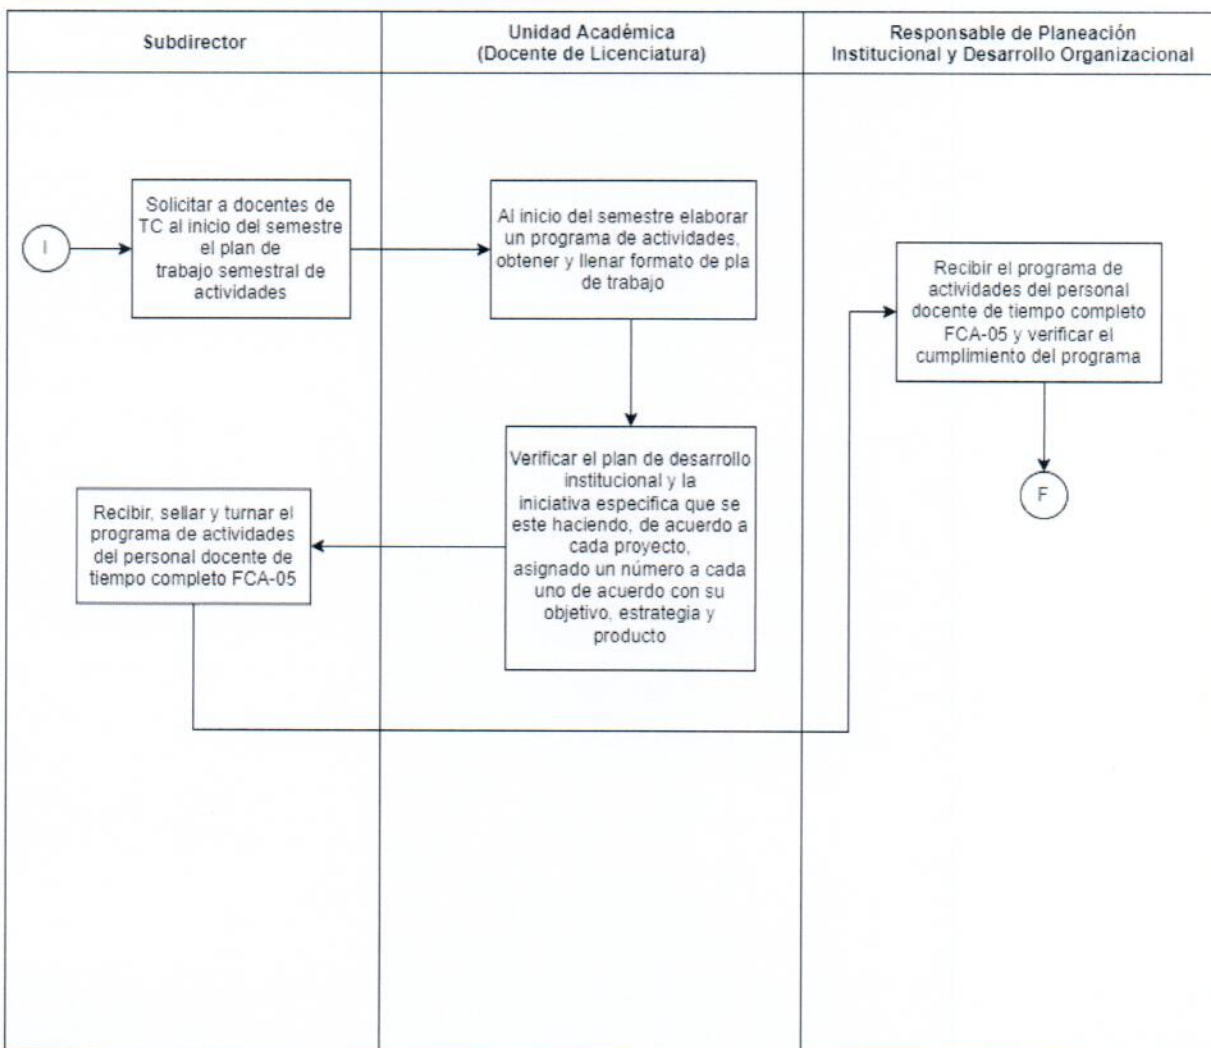 Subdirector
Unidad Académica
(Docente de Licenciatura)
Responsable de Planeación
Institucional y Desarrollo Organizacional
I
Solicitar a docentes de
TC al inicio del semestre
el plan de
trabajo semestral de
actividades
Al inicio del semestre elaborar
un programa de actividades,
obtener y llenar formato de pla
de trabajo
Recibir el programa de
actividades del personal
docente de tiempo completo
FCA-05 y verificar el
cumplimiento del programa
Verificar el plan de desarrollo
institucional y la
iniciativa especifica que se
este haciendo, de acuerdo a
cada proyecto,
asignado un número a cada
uno de acuerdo con su
objetivo, estrategia y
producto
Recibir, sellar y turnar el
programa de actividades
del personal docente de
tiempo completo FCA-05
F